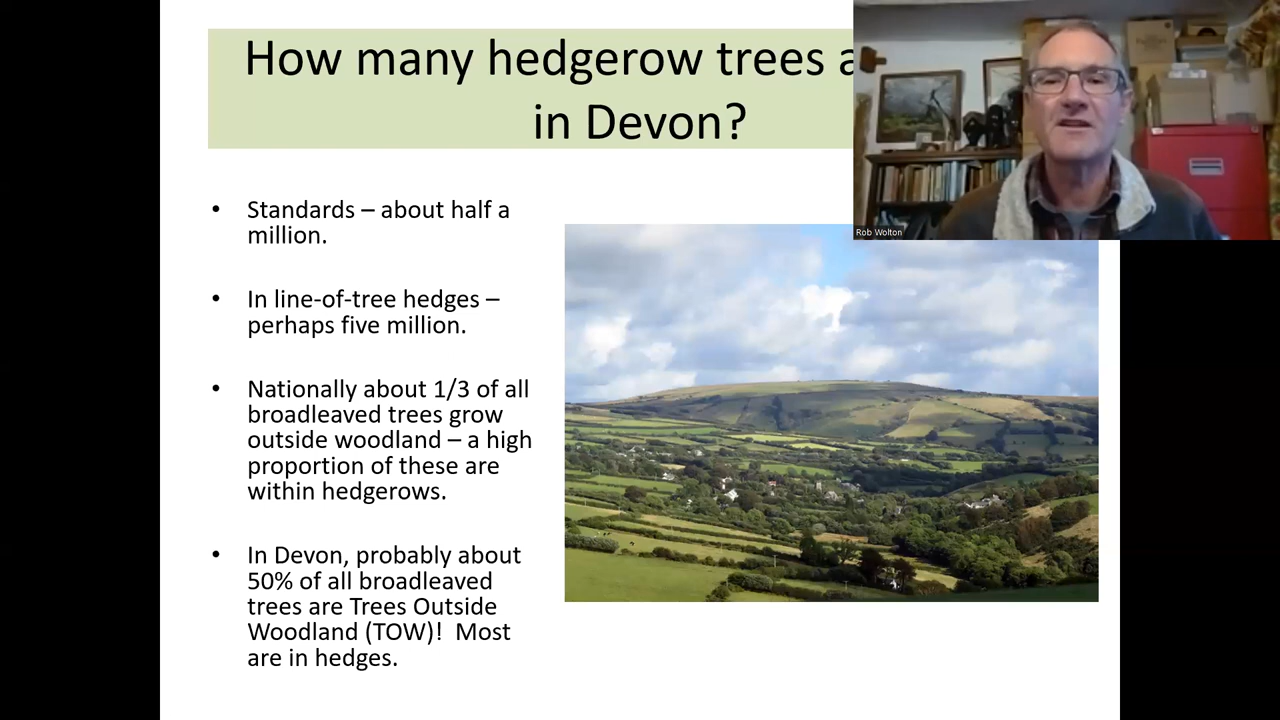 How many hedgerow trees a
in Devon?
Rob Wolton
• Standards – about half a
million.
• In line-of-tree hedges –
perhaps five million.
• Nationally about 1/3 of all
broadleaved trees grow
outside woodland – a high
proportion of these are
within hedgerows.
• In Devon, probably about
50% of all broadleaved
trees are Trees Outside
Woodland (TOW)!  Most
are in hedges.